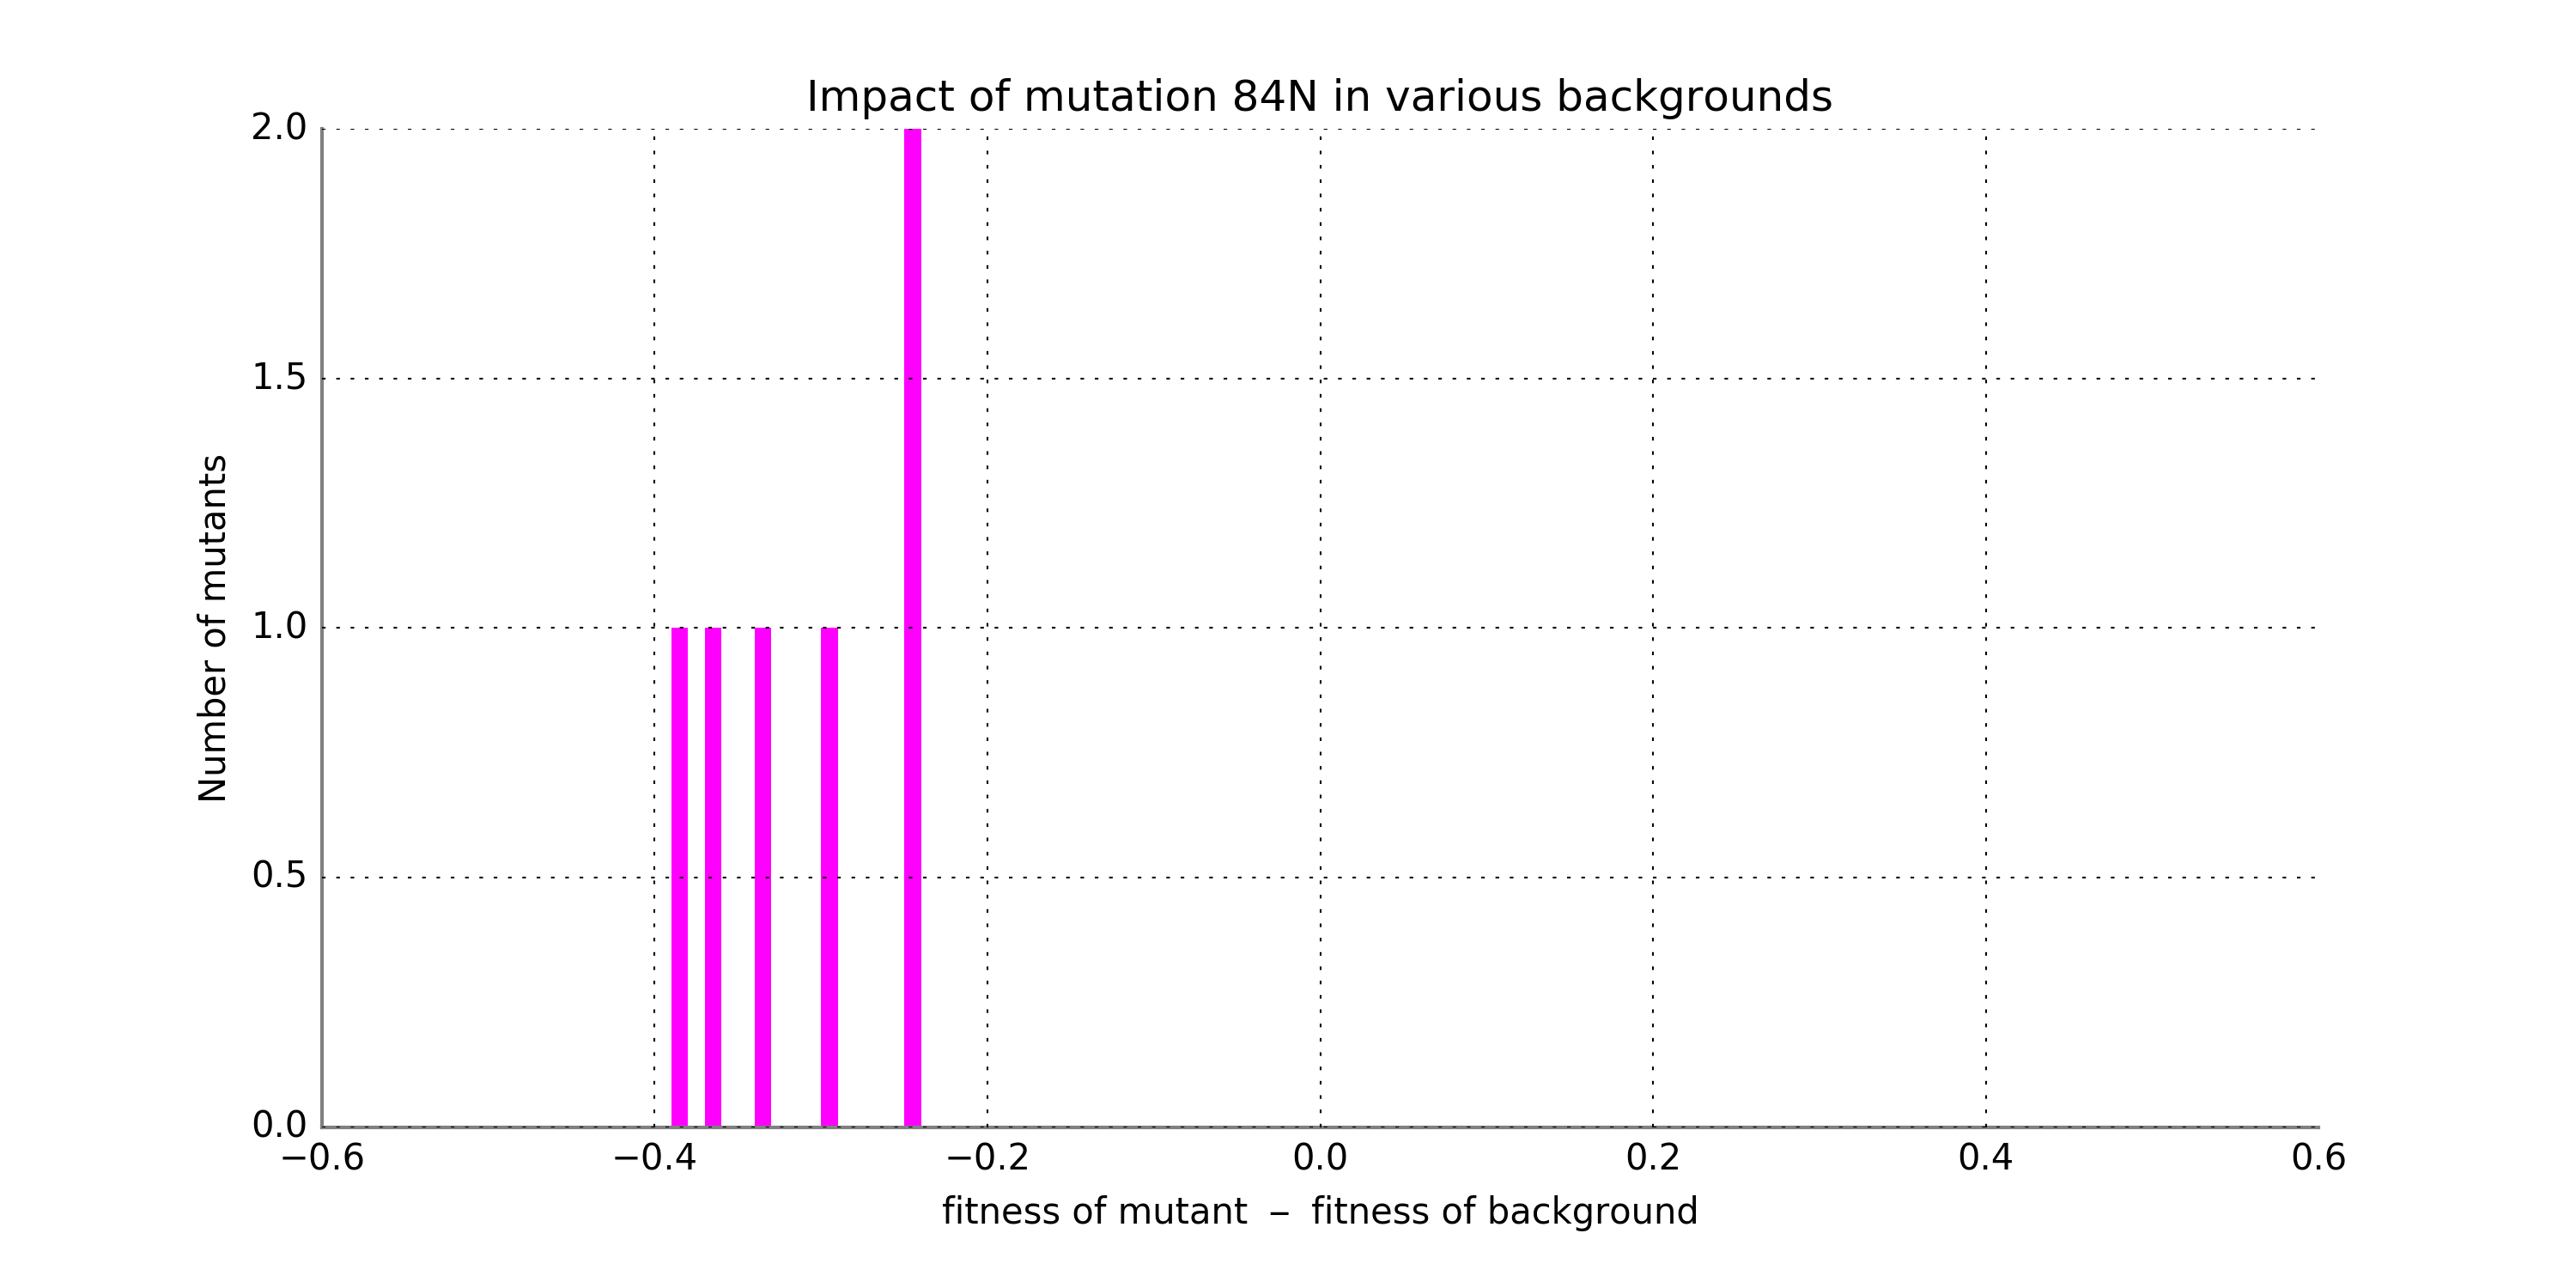 Impact of mutation 84N in various backgrounds
2.0
1.5
1.0
0.5
0.0
Number of mutants
−0.6 −0.4 −0.2 0.0 0.2 0.4 0.6
fitness of mutant − fitness of background